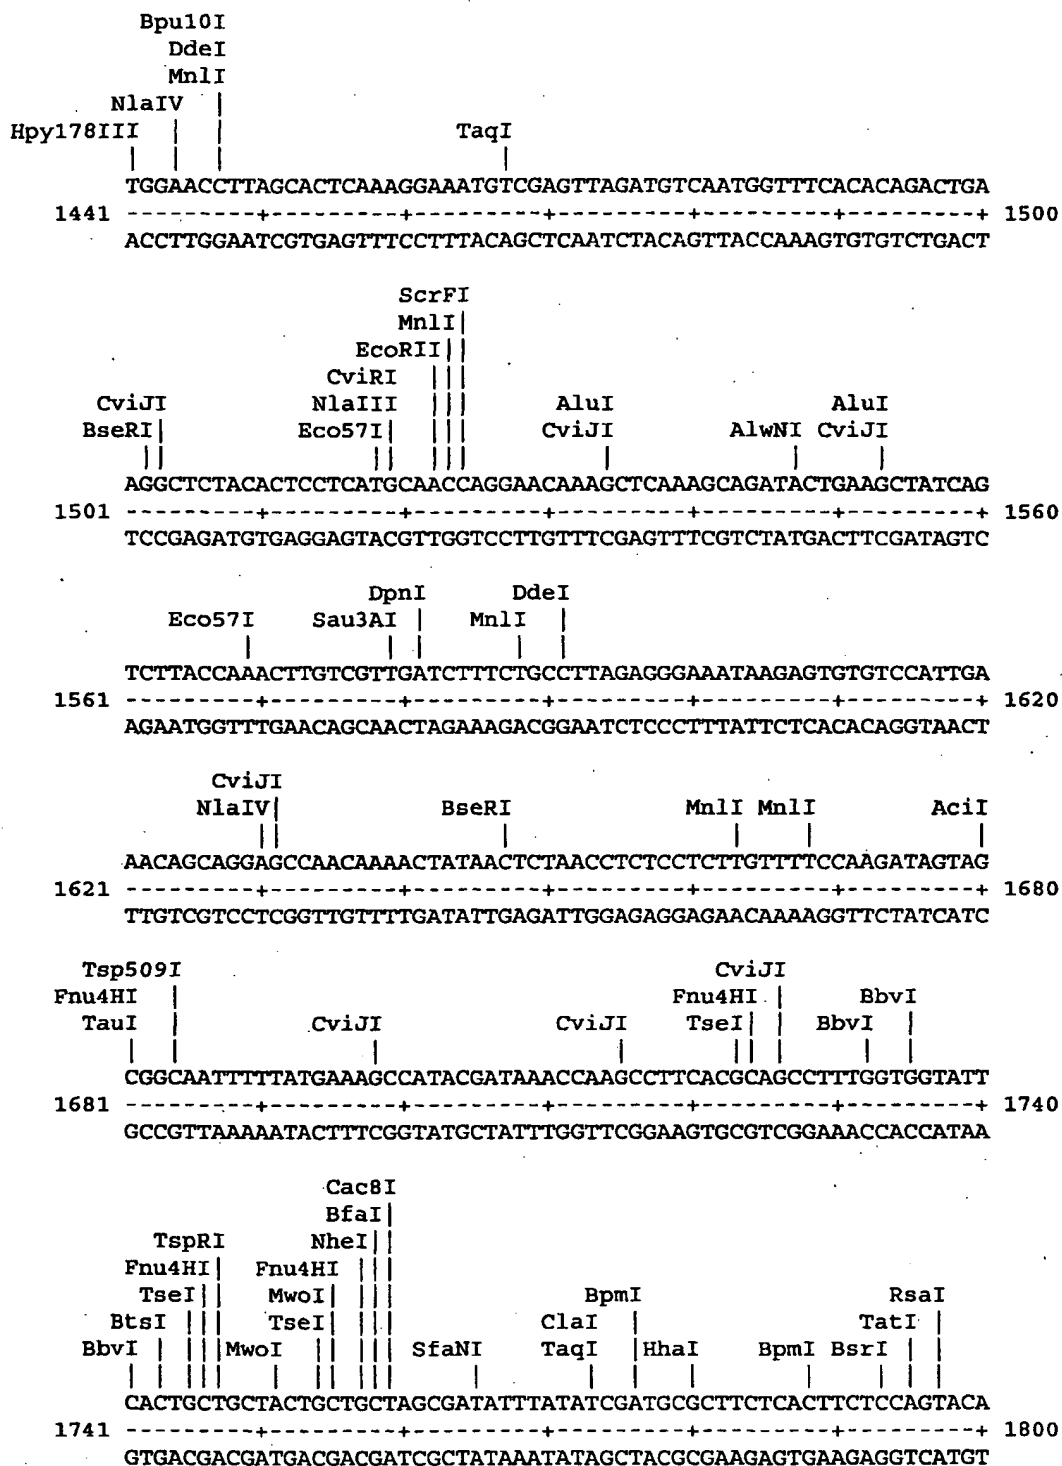 Bpu10I
DdeI
MnlI
NlaIV |
Hpy178III | |
TaqI
TGGAACCTTAGCACTCAAAGGAAATGTCGAGTTAGATGTCAATGGTTTCACACAGACTGA
1441 ---------+---------+---------+---------+---------+---------+ 1500
ACCTTGGAATCGTGAGTTTCCTTTACAGCTCAATCTACAGTTACCAAAGTGTGTCTGACT
ScrFI
MnlI|
EcoRII||
CviRI |||
CviJI NlaIII ||| AluI AluI
BseRI| Eco57I| ||| CviJI AlwNI CviJI
AGGCTCTACACTCCTCATGCAACCAGGAACAAAGCTCAAAGCAGATACTGAAGCTATCAG
1501 ---------+---------+---------+---------+---------+---------+ 1560
TCCGAGATGTGAGGAGTACGTTGGTCCTTGTTTCGAGTTTCGTCTATGACTTCGATAGTC
DpnI DdeI
Eco57I Sau3AI | MnlI |
TCTTACCAAACTTGTCGTTGATCTTTCTGCCTTAGAGGGAAATAAGAGTGTGTCCATTGA
1561 ---------+---------+---------+---------+---------+---------+ 1620
AGAATGGTTTGAACAGCAACTAGAAAGACGGAATCTCCCTTTATTCTCACACAGGTAACT
CviJI
NlaIV| BseRI MnlI MnlI AciI
AACAGCAGGAGCCAACAAAACTATAACTCTAACCTCTCCTCTTGTTTTCCAAGATAGTAG
1621 ---------+---------+---------+---------+---------+---------+ 1680
TTGTCGTCCTCGGTTGTTTTGATATTGAGATTGGAGAGGAGAACAAAAGGTTCTATCATC
Tsp509I CviJI
Fnu4HI | Fnu4HI | BbvI
TauI | CviJI CviJI TseI| | BbvI |
CGGCAATTTTTATGAAAGCCATACGATAAACCAAGCCTTCACGCAGCCTTTGGTGGTATT
1681 ---------+---------+---------+---------+---------+---------+ 1740
GCCGTTAAAAATACTTTCGGTATGCTATTTGGTTCGGAAGTGCGTCGGAAACCACCATAA
Cac8I
BfaI|
TspRI NheI||
Fnu4HI| Fnu4HI |||
TseI|| MwoI| ||| BpmI RsaI
BtsI ||| TseI| ||| ClaI | TatI |
BbvI | ||| MwoI || ||| SfaNI TaqI |HhaI BpmI BsrI | |
CACTGCTGCTACTGCTGCTAGCGATATTTATATCGATGCGCTTCTCACTTCTCCAGTACA
1741 ---------+---------+---------+---------+---------+---------+ 1800
GTGACGACGATGACGACGATCGCTATAAATATAGCTACGCGAAGAGTGAAGAGGTCATGT